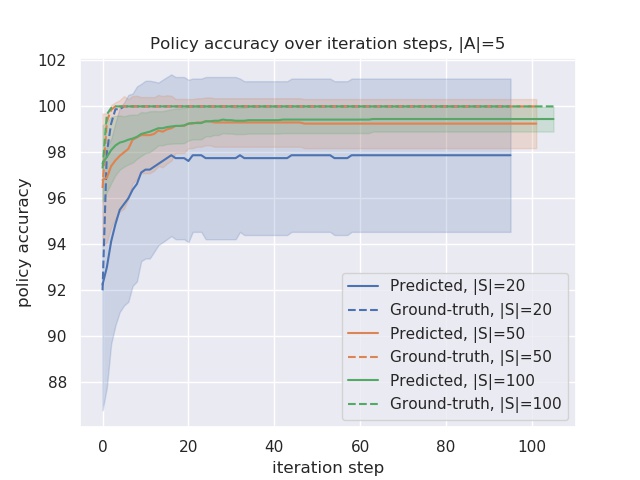 Policy accuracy over iteration steps, |A|=5
102
100
98
96
94
92
90
88
policy accuracy
Predicted, |S|=20
Ground-truth, |S|=20
Predicted, |S|=50
Ground-truth, |S|=50
Predicted, |S|=100
Ground-truth, |S|=100
0 20 40 60 80 100
iteration step